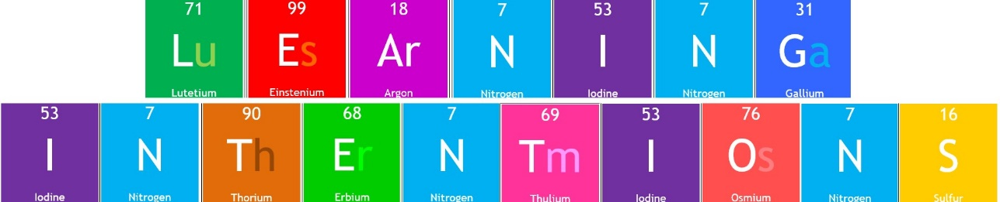 71 99 18 7 53 7 31
Lu Es Ar N I N Ga
Lutetium Einstenium Argon Nitrogen Iodine Nitrogen Gallium
53 7 90 68 7 69 53 76 7 16
I N Th Er N Tm I Os N S
Iodine Nitrogen Thorium Erbium Nitrogen Thulium Iodine Osmium Nitrogen Sulfur